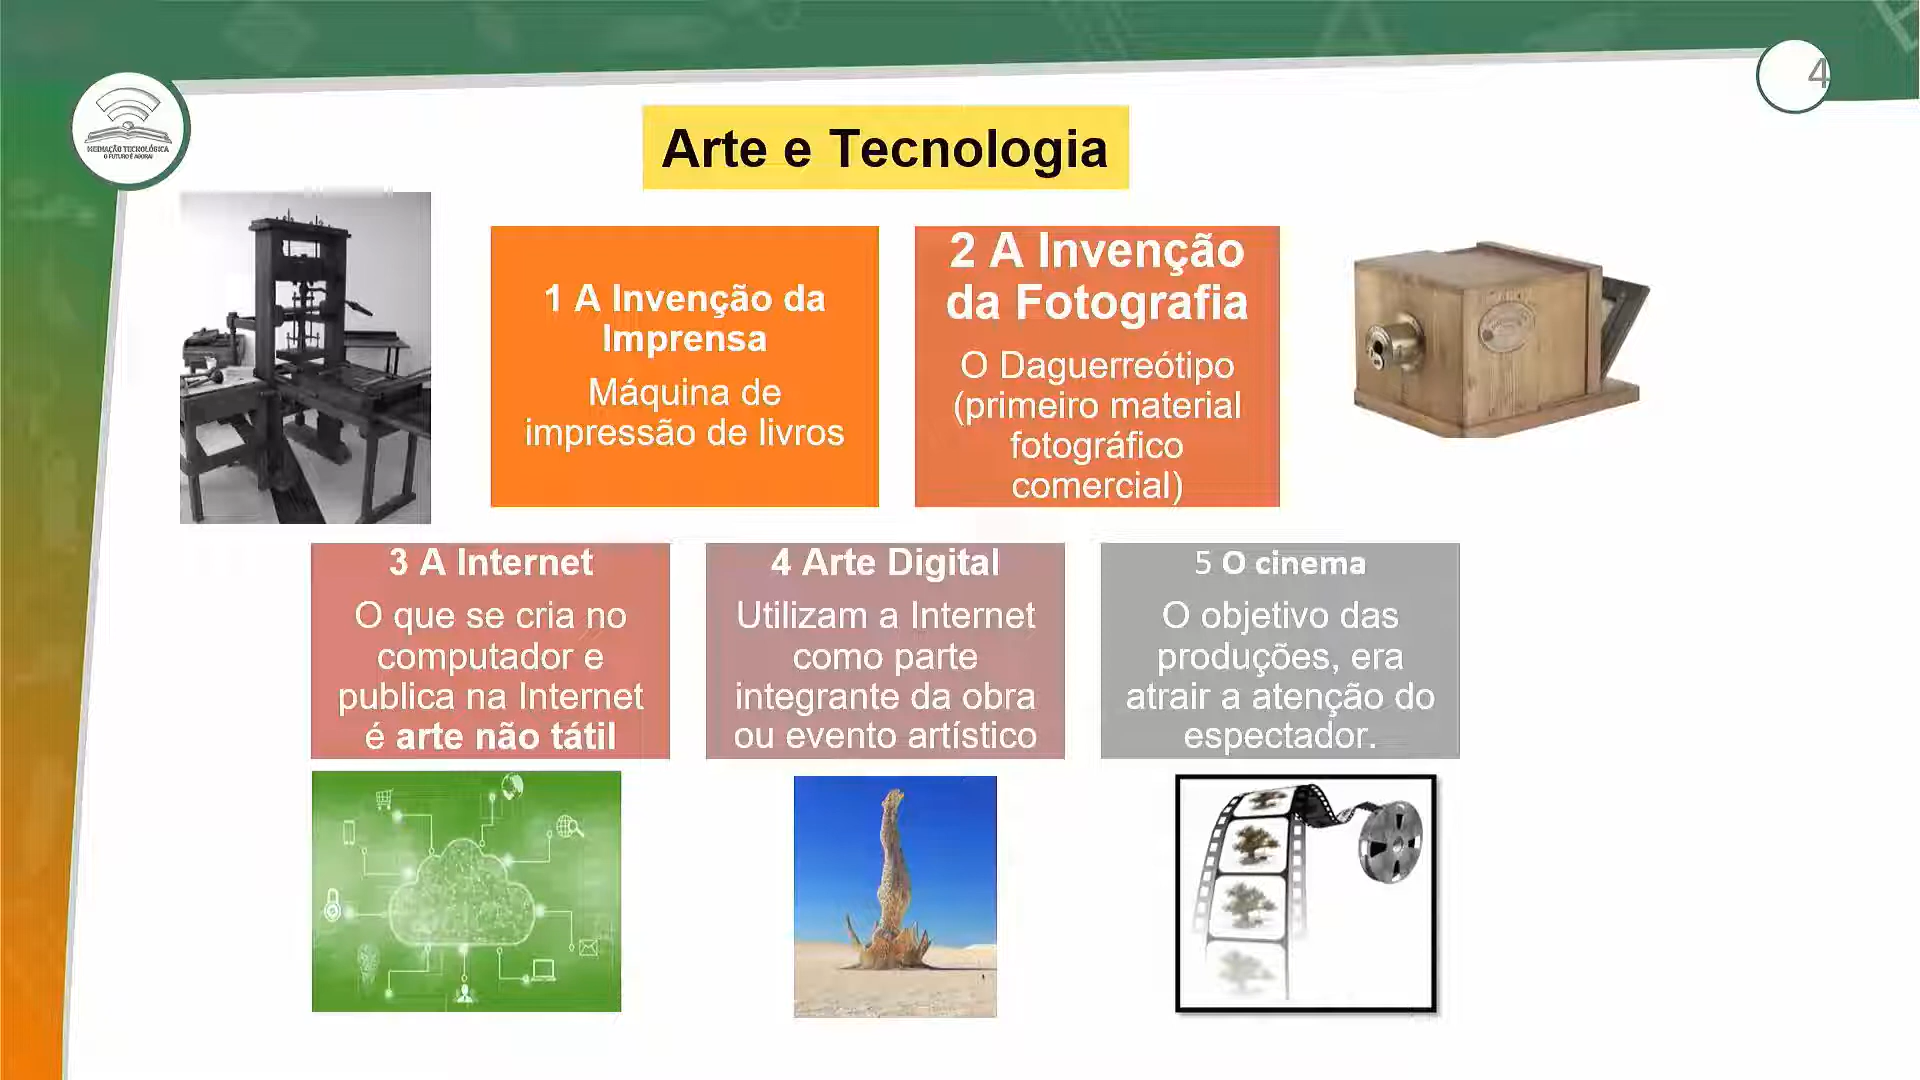 4
MEDIAÇÃO TECNOLÓGICA
O FUTURO É AGORA!
Arte e Tecnologia
1 A Invenção da
Imprensa
Máquina de
impressão de livros
2 A Invenção
da Fotografia
O Daguerreótipo
(primeiro material
fotográfico
comercial)
3 A Internet
O que se cria no
computador e
publica na Internet
é arte não tátil
4 Arte Digital
Utilizam a Internet
como parte
integrante da obra
ou evento artístico
5 O cinema
O objetivo das
produções, era
atrair a atenção do
espectador.